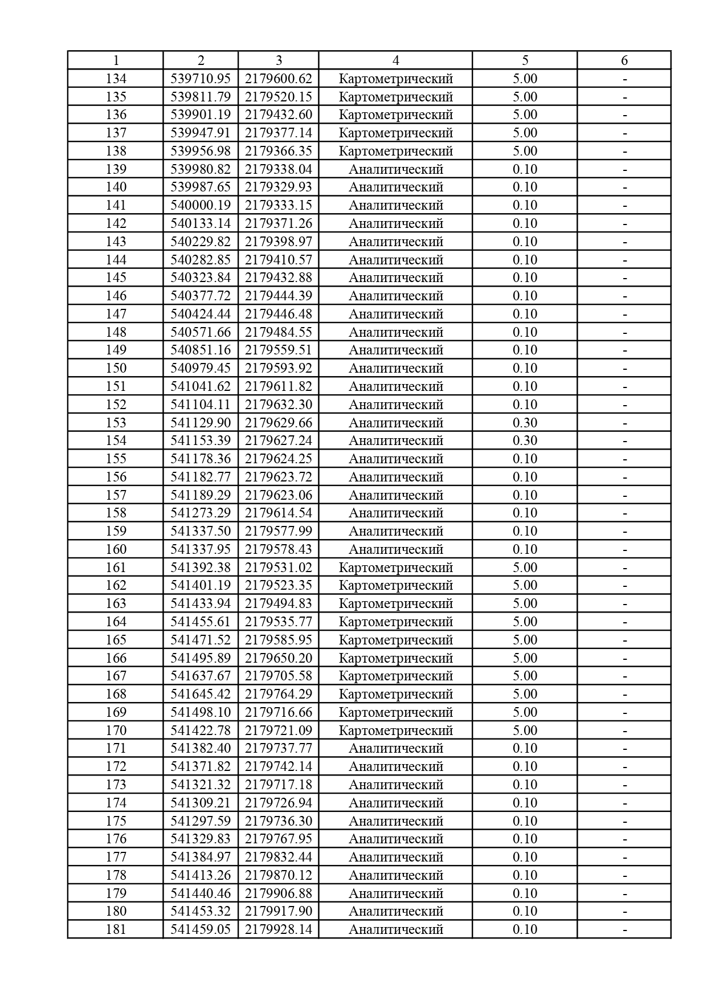 1 2 3 4 5 6
134 539710.95 2179600.62 Картометрический 5.00 -
135 539811.79 2179520.15 Картометрический 5.00 -
136 539901.19 2179432.60 Картометрический 5.00 -
137 539947.91 2179377.14 Картометрический 5.00 -
138 539956.98 2179366.35 Картометрический 5.00 -
139 539980.82 2179338.04 Аналитический 0.10 -
140 539987.65 2179329.93 Аналитический 0.10 -
141 540000.19 2179333.15 Аналитический 0.10 -
142 540133.14 2179371.26 Аналитический 0.10 -
143 540229.82 2179398.97 Аналитический 0.10 -
144 540282.85 2179410.57 Аналитический 0.10 -
145 540323.84 2179432.88 Аналитический 0.10 -
146 540377.72 2179444.39 Аналитический 0.10 -
147 540424.44 2179446.48 Аналитический 0.10 -
148 540571.66 2179484.55 Аналитический 0.10 -
149 540851.16 2179559.51 Аналитический 0.10 -
150 540979.45 2179593.92 Аналитический 0.10 -
151 541041.62 2179611.82 Аналитический 0.10 -
152 541104.11 2179632.30 Аналитический 0.10 -
153 541129.90 2179629.66 Аналитический 0.30 -
154 541153.39 2179627.24 Аналитический 0.30 -
155 541178.36 2179624.25 Аналитический 0.10 -
156 541182.77 2179623.72 Аналитический 0.10 -
157 541189.29 2179623.06 Аналитический 0.10 -
158 541273.29 2179614.54 Аналитический 0.10 -
159 541337.50 2179577.99 Аналитический 0.10 -
160 541337.95 2179578.43 Аналитический 0.10 -
161 541392.38 2179531.02 Картометрический 5.00 -
162 541401.19 2179523.35 Картометрический 5.00 -
163 541433.94 2179494.83 Картометрический 5.00 -
164 541455.61 2179535.77 Картометрический 5.00 -
165 541471.52 2179585.95 Картометрический 5.00 -
166 541495.89 2179650.20 Картометрический 5.00 -
167 541637.67 2179705.58 Картометрический 5.00 -
168 541645.42 2179764.29 Картометрический 5.00 -
169 541498.10 2179716.66 Картометрический 5.00 -
170 541422.78 2179721.09 Картометрический 5.00 -
171 541382.40 2179737.77 Аналитический 0.10 -
172 541371.82 2179742.14 Аналитический 0.10 -
173 541321.32 2179717.18 Аналитический 0.10 -
174 541309.21 2179726.94 Аналитический 0.10 -
175 541297.59 2179736.30 Аналитический 0.10 -
176 541329.83 2179767.95 Аналитический 0.10 -
177 541384.97 2179832.44 Аналитический 0.10 -
178 541413.26 2179870.12 Аналитический 0.10 -
179 541440.46 2179906.88 Аналитический 0.10 -
180 541453.32 2179917.90 Аналитический 0.10 -
181 541459.05 2179928.14 Аналитический 0.10 -